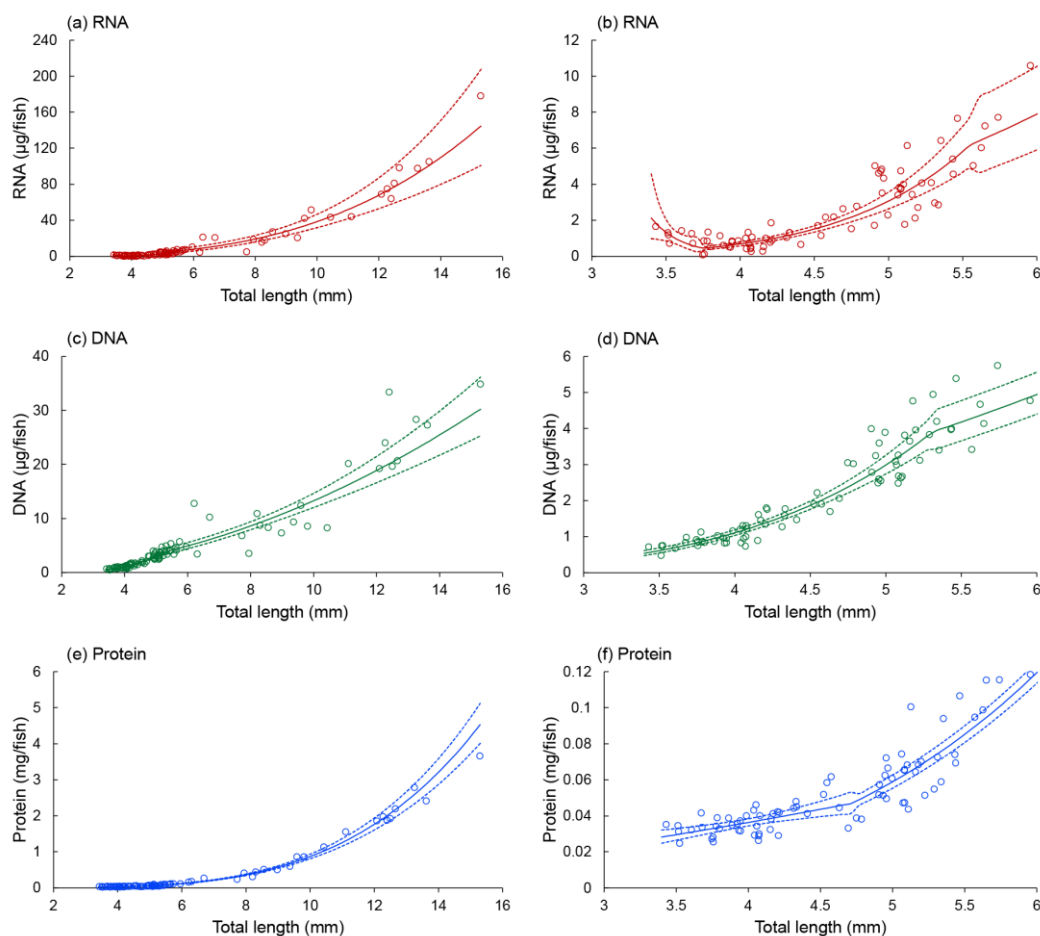 (a) RNA
240
200
160
120
80
40
0
RNA (µg/fish)
2 4 6 8 10 12 14 16
Total length (mm)
(b) RNA
12
10
8
6
4
2
0
RNA (µg/fish)
3 3.5 4 4.5 5 5.5 6
Total length (mm)
(c) DNA
40
30
20
10
0
DNA (µg/fish)
2 4 6 8 10 12 14 16
Total length (mm)
(d) DNA
6
5
4
3
2
1
0
DNA (µg/fish)
3 3.5 4 4.5 5 5.5 6
Total length (mm)
(e) Protein
6
5
4
3
2
1
0
Protein (mg/fish)
2 4 6 8 10 12 14 16
Total length (mm)
(f) Protein
0.12
0.1
0.08
0.06
0.04
0.02
0
Protein (mg/fish)
3 3.5 4 4.5 5 5.5 6
Total length (mm)